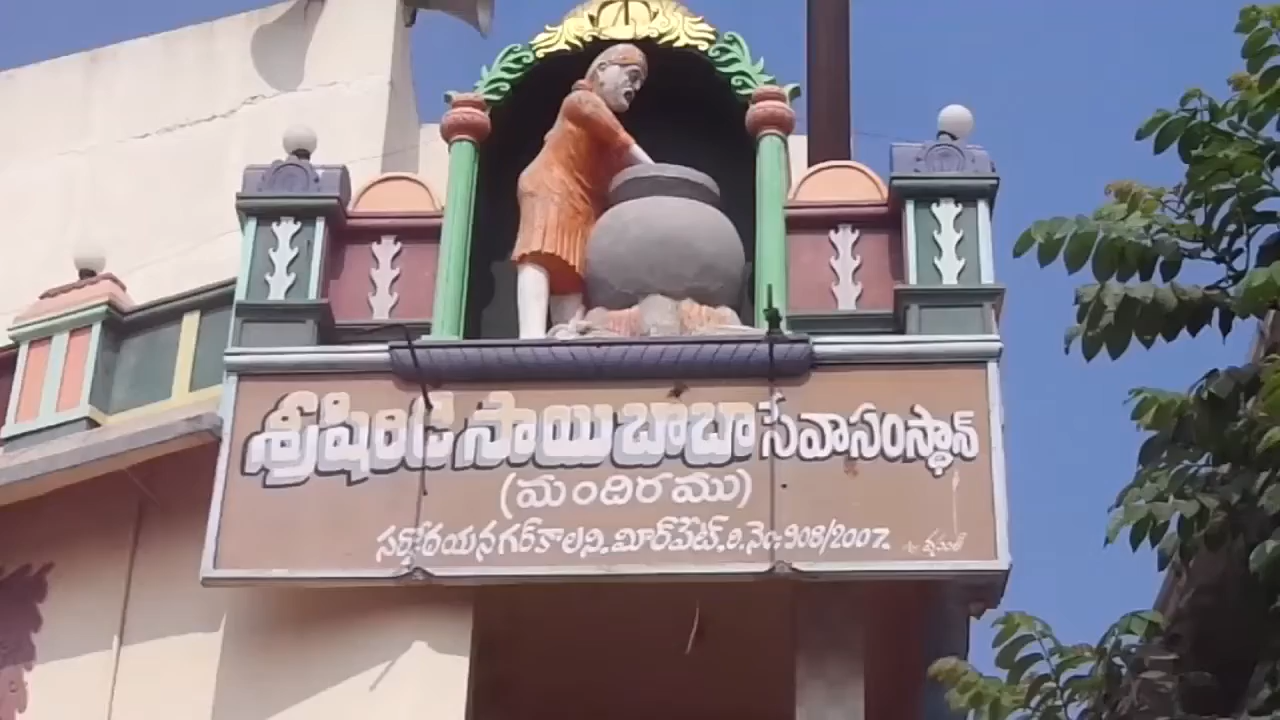 శ్రీషిరిడి సాయిబాబా సేవాసంస్థాన్
(మందిరము)
సర్వోదయనగర్‌కాలని. మీర్‌పేట్. రి.నెం. 908/2007.